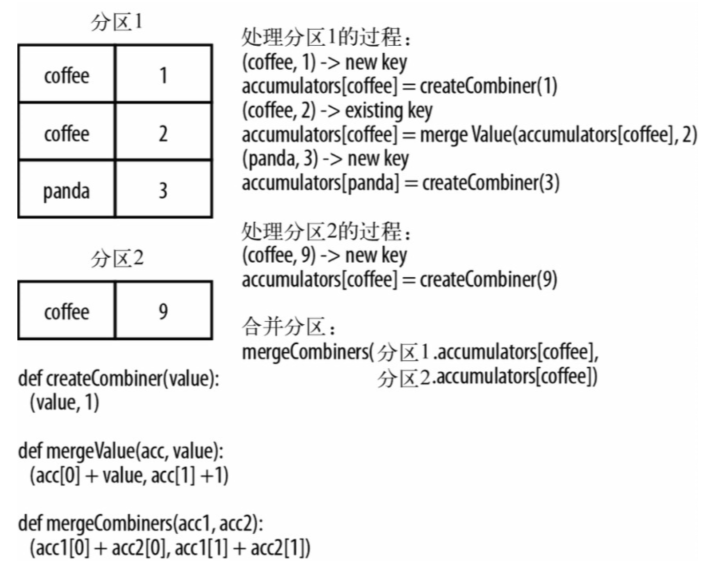 分区1
coffee 1
coffee 2
panda 3
分区2
coffee 9
def createCombiner(value):
(value, 1)
def mergeValue(acc, value):
(acc[0] + value, acc[1] +1)
def mergeCombiners(acc1, acc2):
(acc1[0] + acc2[0], acc1[1] + acc2[1])
处理分区1的过程：
(coffee, 1) -> new key
accumulators[coffee] = createCombiner(1)
(coffee, 2) -> existing key
accumulators[coffee] = merge Value(accumulators[coffee], 2)
(panda, 3) -> new key
accumulators[panda] = createCombiner(3)
处理分区2的过程：
(coffee, 9) -> new key
accumulators[coffee] = createCombiner(9)
合并分区：
mergeCombiners( 分区1 .accumulators[coffee],
分区2.accumulators[coffee])